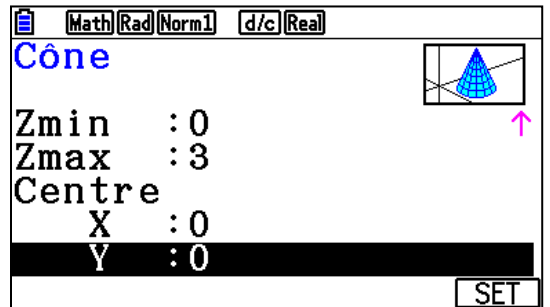 Math Rad Norm1 d/c Real
Cône
Zmin :0
Zmax :3
Centre
X :0
Y :0
SET